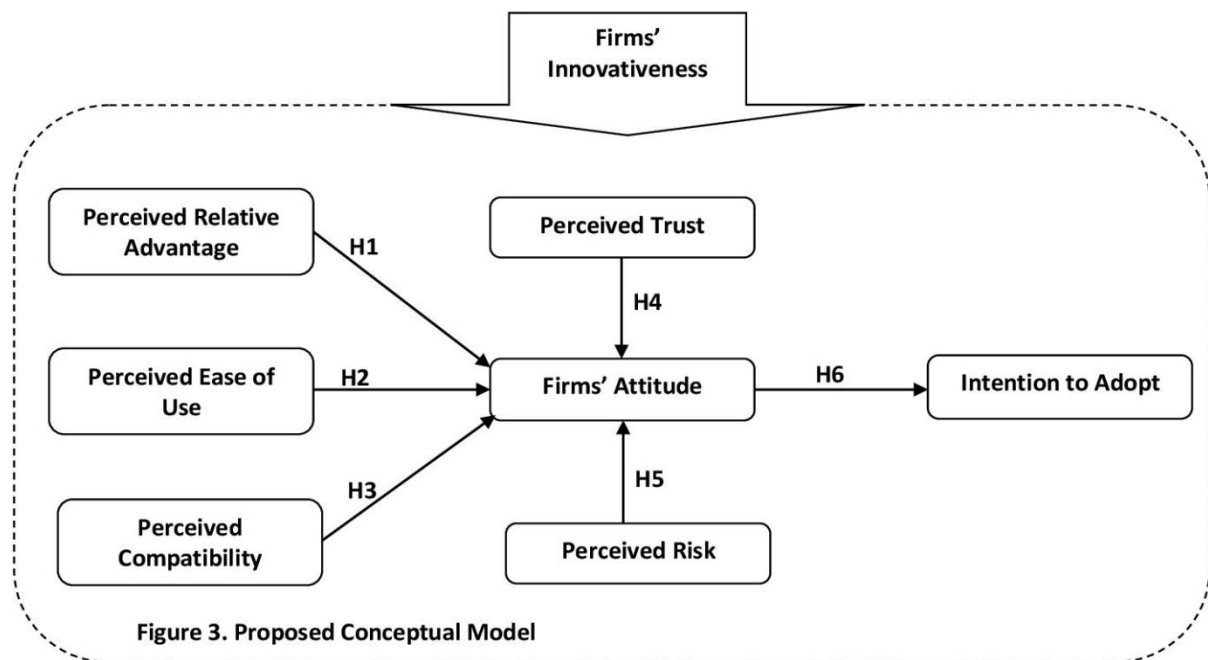 Firms’
Innovativeness
Perceived Relative
Advantage
H1
Perceived Trust
H4
Perceived Ease of
Use
H2
Firms’ Attitude
H6
Intention to Adopt
H3
Perceived
Compatibility
H5
Perceived Risk
Figure 3. Proposed Conceptual Model